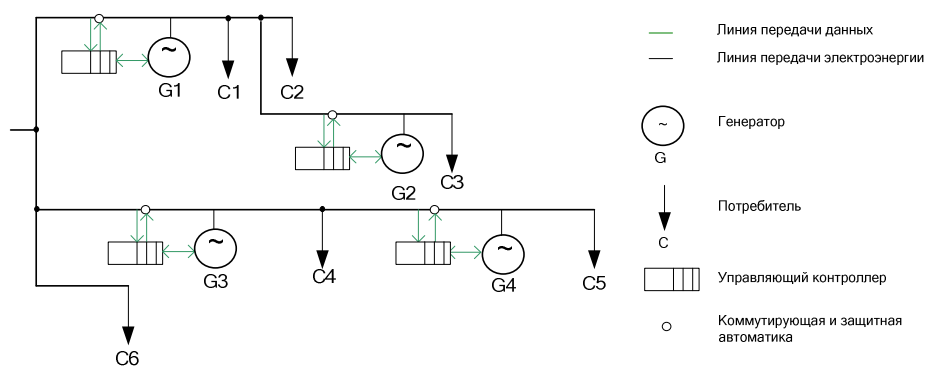 G1
C1
C2
G2
C3
G3
C4
G4
C5
C6
Линия передачи данных
Линия передачи электроэнергии
~
Генератор
G
Потребитель
C
Управляющий контроллер
Коммутирующая и защитная
автоматика